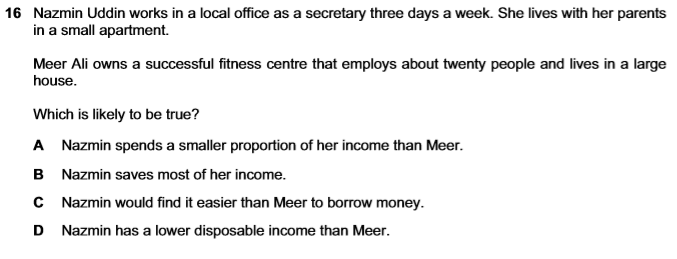 16 Nazmin Uddin works in a local office as a secretary three days a week. She lives with her parents
in a small apartment.
Meer Ali owns a successful fitness centre that employs about twenty people and lives in a large
house.
Which is likely to be true?
A Nazmin spends a smaller proportion of her income than Meer.
B Nazmin saves most of her income.
C Nazmin would find it easier than Meer to borrow money.
D Nazmin has a lower disposable income than Meer.